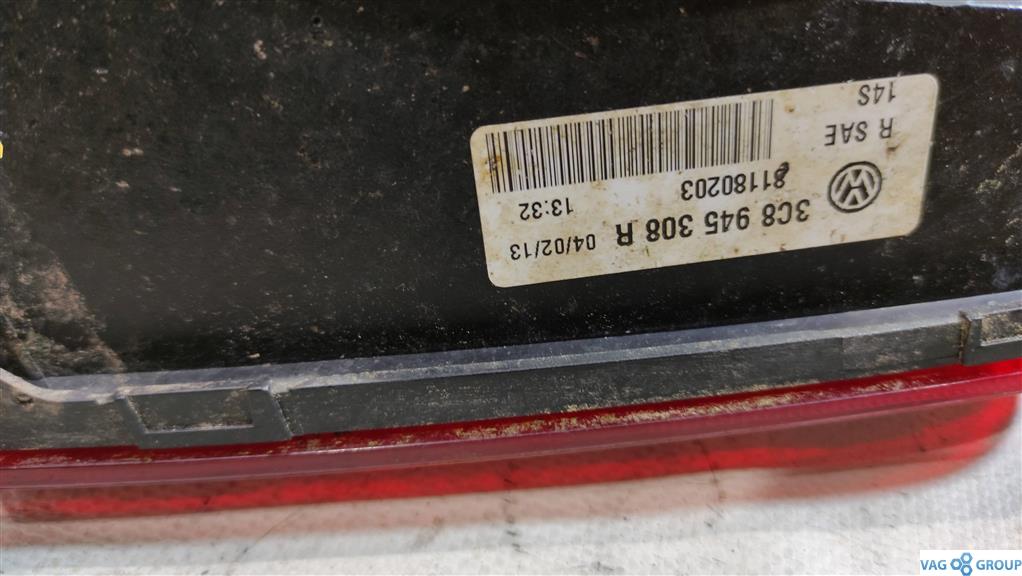 04/02/13
13:32
3C8 945 308 R
81180203
R SAE
14S
VAG GROUP